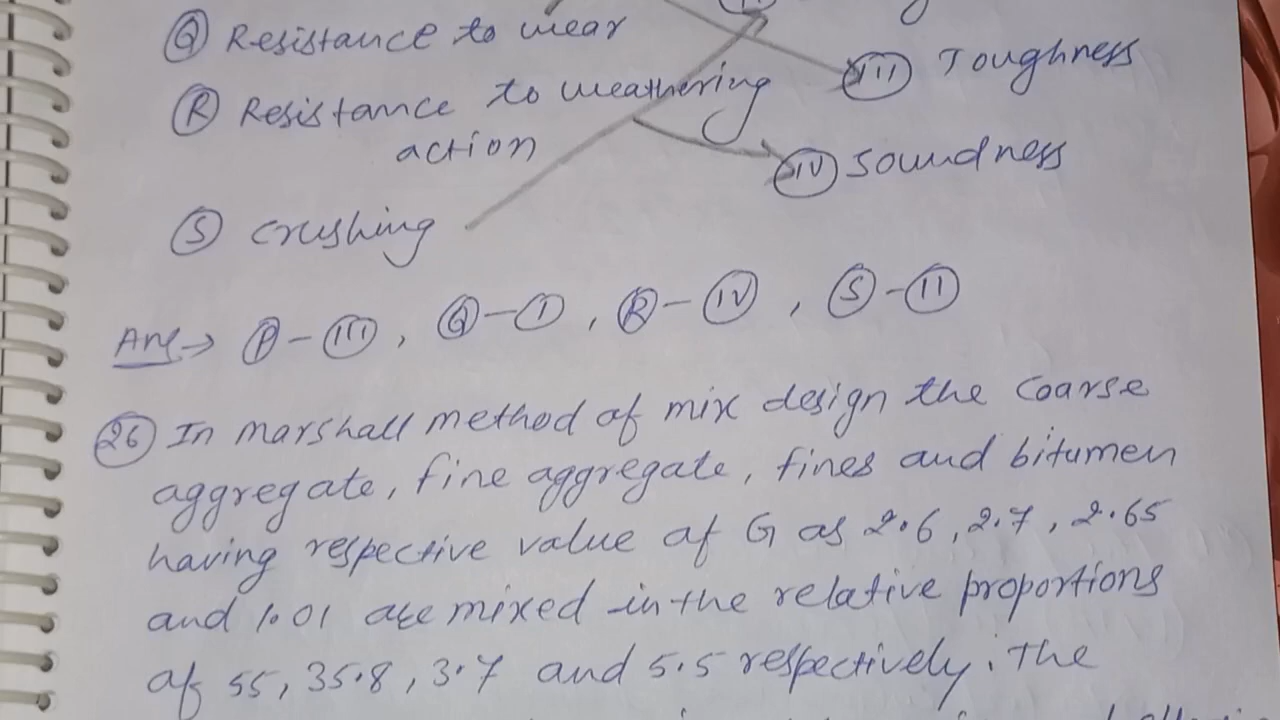 Ⓠ Resistance to wear
Ⓡ Resistance to weathering action
Ⓢ crushing
III Toughness
IV Soundness
Ans → Ⓟ - III, Ⓠ - I, Ⓡ - IV, Ⓢ - II
26 In marshall method of mix design the coarse
aggregate, fine aggregate, fines and bitumen
having respective value of G as 2.6, 2.7, 2.65
and 1.01 are mixed in the relative proportions
of 55, 35.8, 3.7 and 5.5 respectively. The